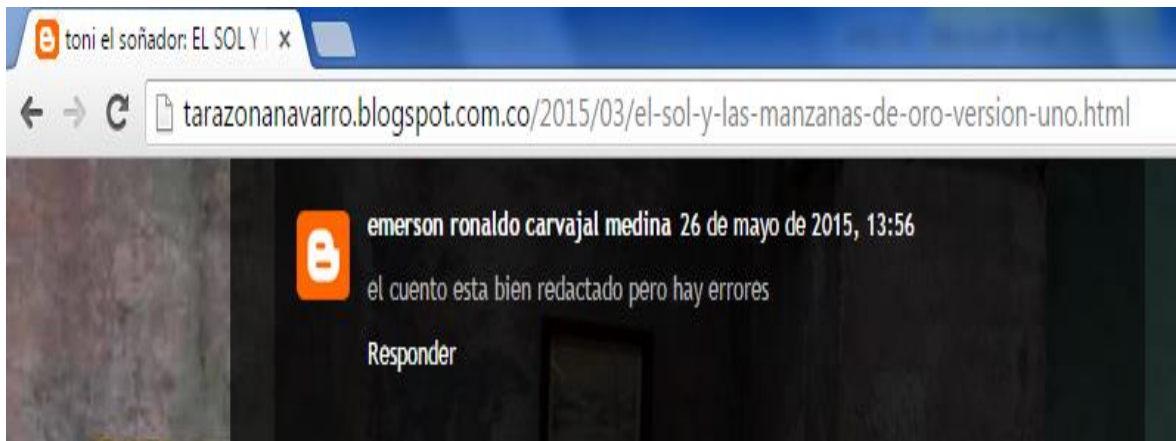 toni el soñador: EL SOL Y
tarazonanavarro.blogspot.com.co/2015/03/el-sol-y-las-manzanas-de-oro-version-uno.html
emerson ronaldo carvajal medina 26 de mayo de 2015, 13:56
el cuento esta bien redactado pero hay errores
Responder